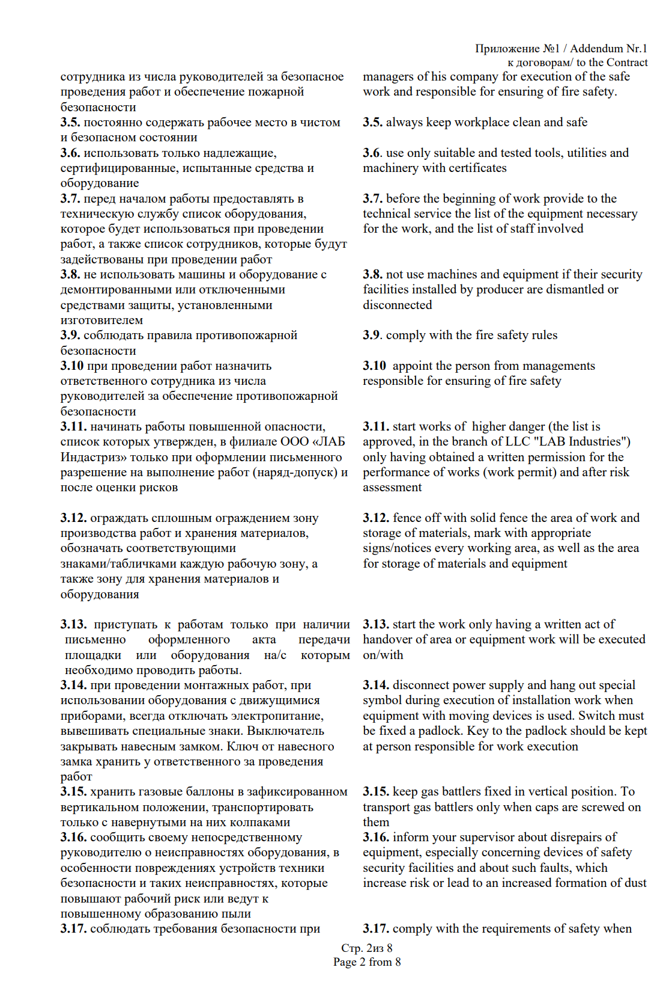 Приложение №1 / Addendum Nr.1
к договорам/ to the Contract
сотрудника из числа руководителей за безопасное
проведения работ и обеспечение пожарной
безопасности
3.5. постоянно содержать рабочее место в чистом
и безопасном состоянии
3.6. использовать только надлежащие,
сертифицированные, испытанные средства и
оборудование
3.7. перед началом работы предоставлять в
техническую службу список оборудования,
которое будет использоваться при проведении
работ, а также список сотрудников, которые будут
задействованы при проведении работ
3.8. не использовать машины и оборудование с
демонтированными или отключенными
средствами защиты, установленными
изготовителем
3.9. соблюдать правила противопожарной
безопасности
3.10 при проведении работ назначить
ответственного сотрудника из числа
руководителей за обеспечение противопожарной
безопасности
3.11. начинать работы повышенной опасности,
список которых утвержден, в филиале ООО «ЛАБ
Индастриз» только при оформлении письменного
разрешение на выполнение работ (наряд-допуск) и
после оценки рисков
3.12. ограждать сплошным ограждением зону
производства работ и хранения материалов,
обозначать соответствующими
знаками/табличками каждую рабочую зону, а
также зону для хранения материалов и
оборудования
3.13. приступать к работам только при наличии
письменно оформленного акта передачи
площадки или оборудования на/с которым
необходимо проводить работы.
3.14. при проведении монтажных работ, при
использовании оборудования с движущимися
приборами, всегда отключать электропитание,
вывешивать специальные знаки. Выключатель
закрывать навесным замком. Ключ от навесного
замка хранить у ответственного за проведения
работ
3.15. хранить газовые баллоны в зафиксированном
вертикальном положении, транспортировать
только с навернутыми на них колпаками
3.16. сообщить своему непосредственному
руководителю о неисправностях оборудования, в
особенности повреждениях устройств техники
безопасности и таких неисправностях, которые
повышают рабочий риск или ведут к
повышенному образованию пыли
3.17. соблюдать требования безопасности при
managers of his company for execution of the safe
work and responsible for ensuring of fire safety.
3.5. always keep workplace clean and safe
3.6. use only suitable and tested tools, utilities and
machinery with certificates
3.7. before the beginning of work provide to the
technical service the list of the equipment necessary
for the work, and the list of staff involved
3.8. not use machines and equipment if their security
facilities installed by producer are dismantled or
disconnected
3.9. comply with the fire safety rules
3.10  appoint the person from managements
responsible for ensuring of fire safety
3.11. start works of  higher danger (the list is
approved, in the branch of LLC "LAB Industries")
only having obtained a written permission for the
performance of works (work permit) and after risk
assessment
3.12. fence off with solid fence the area of work and
storage of materials, mark with appropriate
signs/notices every working area, as well as the area
for storage of materials and equipment
3.13. start the work only having a written act of
handover of area or equipment work will be executed
on/with
3.14. disconnect power supply and hang out special
symbol during execution of installation work when
equipment with moving devices is used. Switch must
be fixed a padlock. Key to the padlock should be kept
at person responsible for work execution
3.15. keep gas battlers fixed in vertical position. To
transport gas battlers only when caps are screwed on
them
3.16. inform your supervisor about disrepairs of
equipment, especially concerning devices of safety
security facilities and about such faults, which
increase risk or lead to an increased formation of dust
3.17. comply with the requirements of safety when
Стр. 2из 8
Page 2 from 8